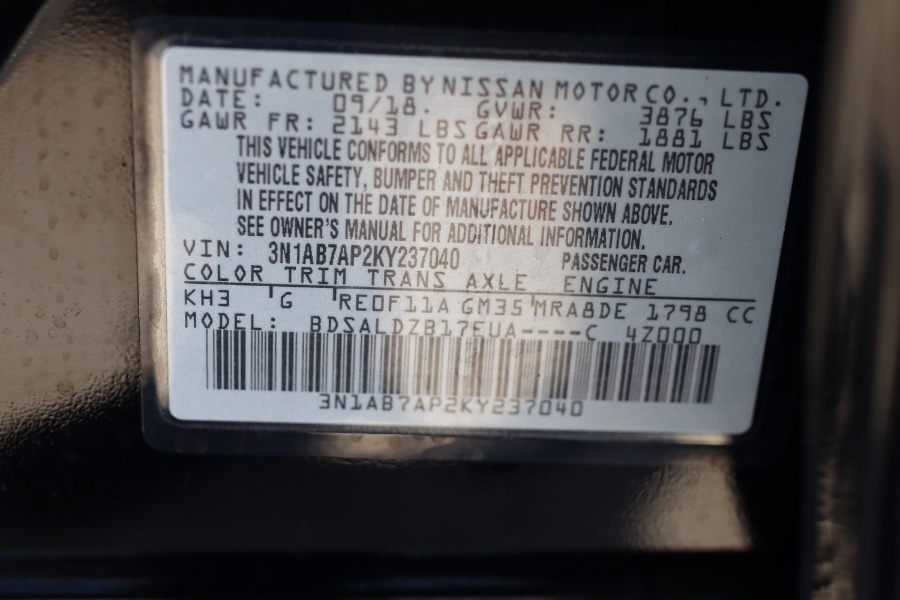 MANUFACTURED BY NISSAN MOTOR CO., LTD.
DATE: 09/18. GVWR: 3876 LBS
GAWR FR: 2143 LBS GAWR RR: 1881 LBS
THIS VEHICLE CONFORMS TO ALL APPLICABLE FEDERAL MOTOR
VEHICLE SAFETY, BUMPER AND THEFT PREVENTION STANDARDS
IN EFFECT ON THE DATE OF MANUFACTURE SHOWN ABOVE.
SEE OWNER'S MANUAL FOR ADDITIONAL INFORMATION.
VIN: 3N1AB7AP2KY237040 PASSENGER CAR.
COLOR TRIM TRANS AXLE ENGINE
KH3 G RE0F11A GM35 MRA8DE 1798 CC
MODEL: BDSALDZB17EUA----C 4Z000
3N1AB7AP2KY237040